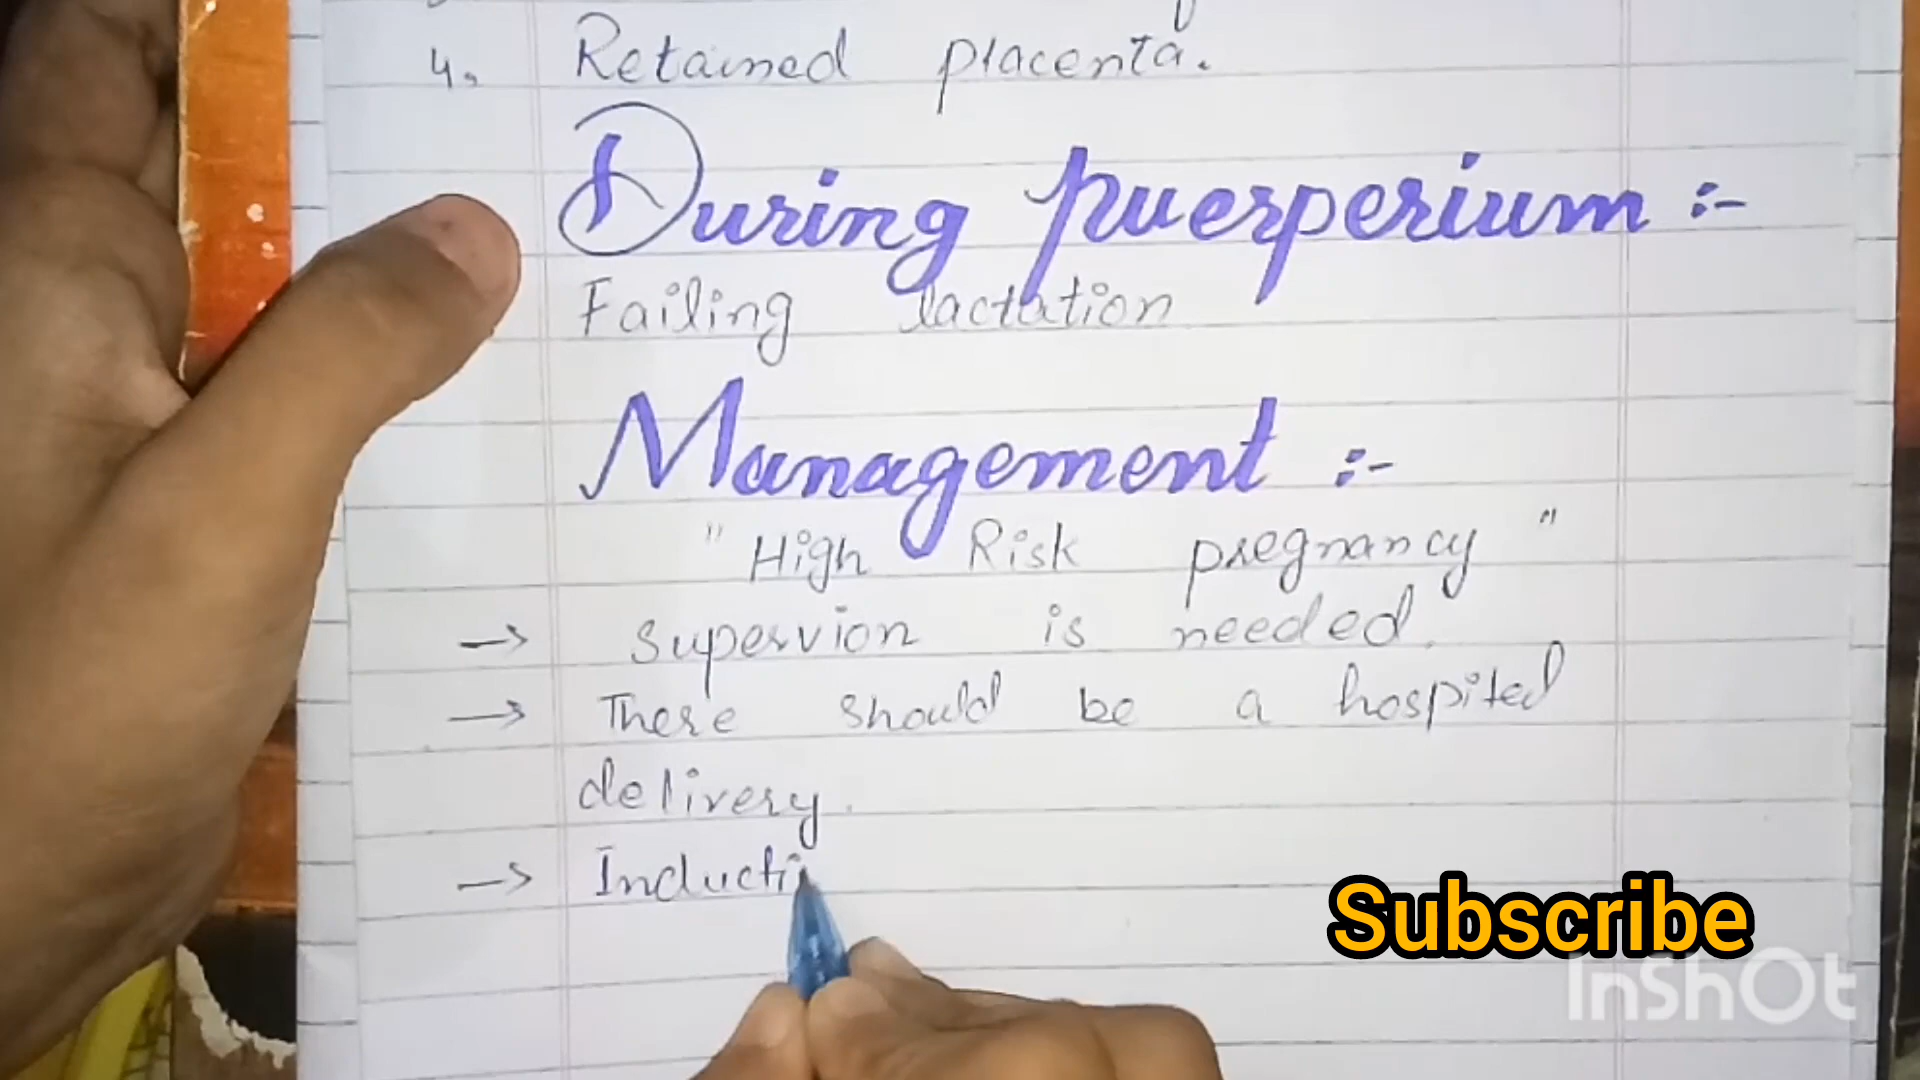 4. Retained placenta.
During puerperium :-
Failing lactation
Management :-
"High Risk pregnancy"
→ Supervion is needed.
→ There should be a hospital
delivery.
→ Inducti
Subscribe
InShOt